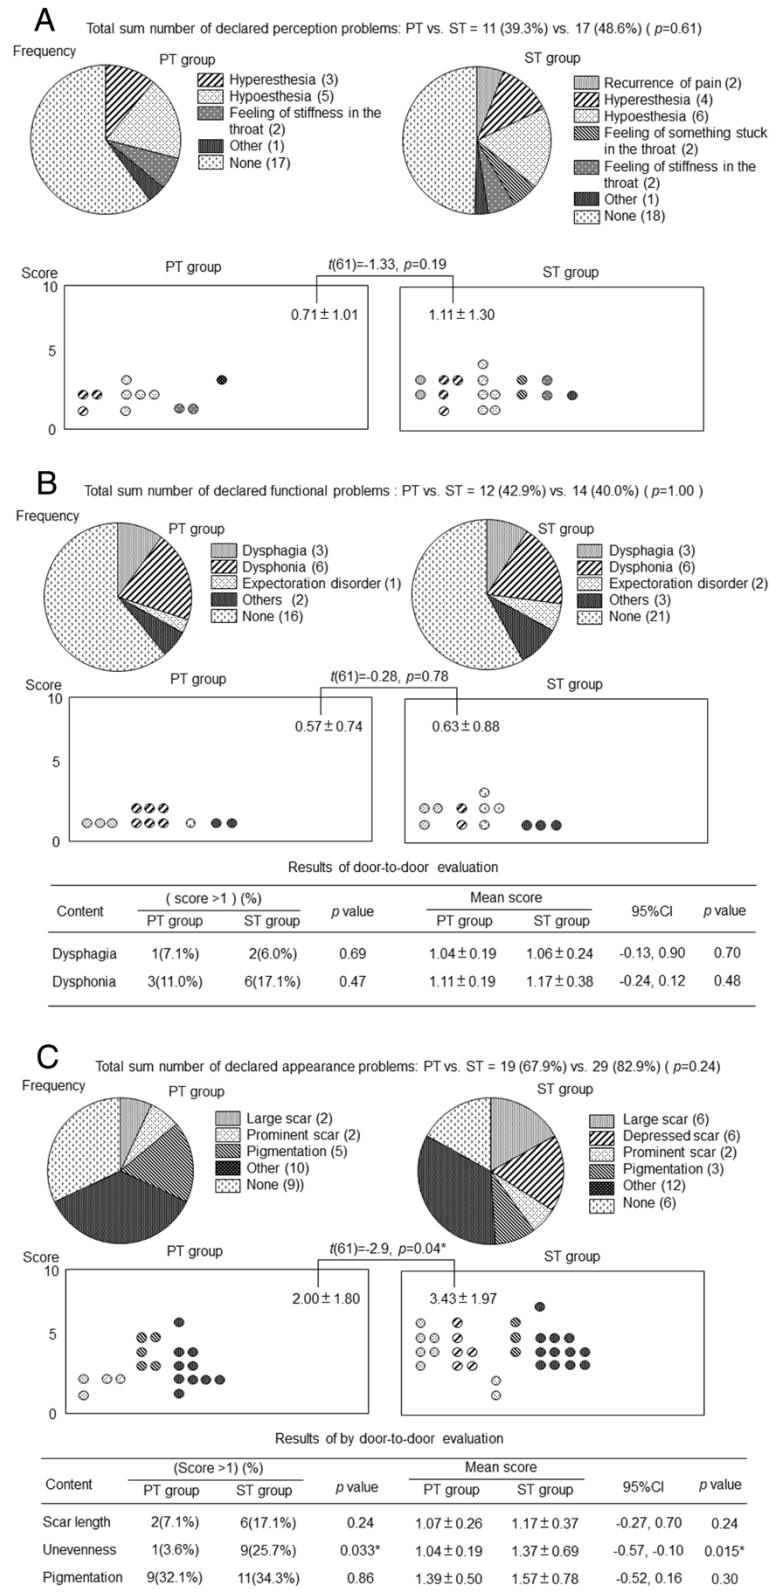 A
Total sum number of declared perception problems: PT vs. ST = 11 (39.3%) vs. 17 (48.6%) ( p=0.61)
Frequency
PT group
Hyperesthesia (3)
Hypoesthesia (5)
Feeling of stiffness in the
throat (2)
Other (1)
None (17)
ST group
Recurrence of pain (2)
Hyperesthesia (4)
Hypoesthesia (6)
Feeling of something stuck
in the throat (2)
Feeling of stiffness in the
throat (2)
Other (1)
None (18)
Score
PT group
t(61)=-1.33, p=0.19
ST group
10
5
0
0.71±1.01
1.11±1.30
B
Total sum number of declared functional problems : PT vs. ST = 12 (42.9%) vs. 14 (40.0%) ( p=1.00 )
Frequency
PT group
Dysphagia (3)
Dysphonia (6)
Expectoration disorder (1)
Others (2)
None (16)
ST group
Dysphagia (3)
Dysphonia (6)
Expectoration disorder (2)
Others (3)
None (21)
Score
PT group
t(61)=-0.28, p=0.78
ST group
10
5
0
0.57±0.74
0.63±0.88
Results of door-to-door evaluation
Content ( score >1 ) (%) p value Mean score 95%CI p value
PT group ST group PT group ST group
Dysphagia 1(7.1%) 2(6.0%) 0.69 1.04±0.19 1.06±0.24 -0.13, 0.90 0.70
Dysphonia 3(11.0%) 6(17.1%) 0.47 1.11±0.19 1.17±0.38 -0.24, 0.12 0.48
C
Total sum number of declared appearance problems: PT vs. ST = 19 (67.9%) vs. 29 (82.9%) ( p=0.24)
Frequency
PT group
Large scar (2)
Prominent scar (2)
Pigmentation (5)
Other (10)
None (9))
ST group
Large scar (6)
Depressed scar (6)
Prominent scar (2)
Pigmentation (3)
Other (12)
None (6)
Score
PT group
t(61)=-2.9, p=0.04*
ST group
10
5
0
2.00±1.80
3.43±1.97
Results of by door-to-door evaluation
Content (Score >1) (%) p value Mean score 95%CI p value
PT group ST group PT group ST group
Scar length 2(7.1%) 6(17.1%) 0.24 1.07±0.26 1.17±0.37 -0.27, 0.70 0.24
Unevenness 1(3.6%) 9(25.7%) 0.033* 1.04±0.19 1.37±0.69 -0.57, -0.10 0.015*
Pigmentation 9(32.1%) 11(34.3%) 0.86 1.39±0.50 1.57±0.78 -0.52, 0.16 0.30